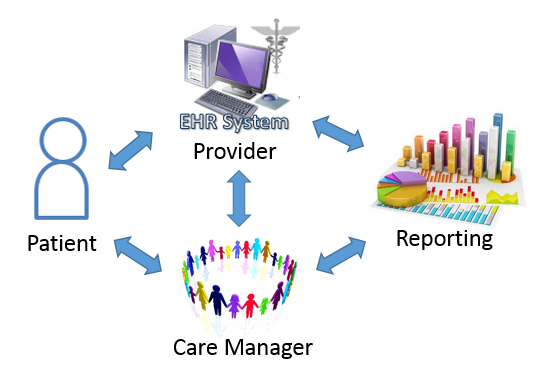 EHR System
Provider
Patient
Reporting
Care Manager